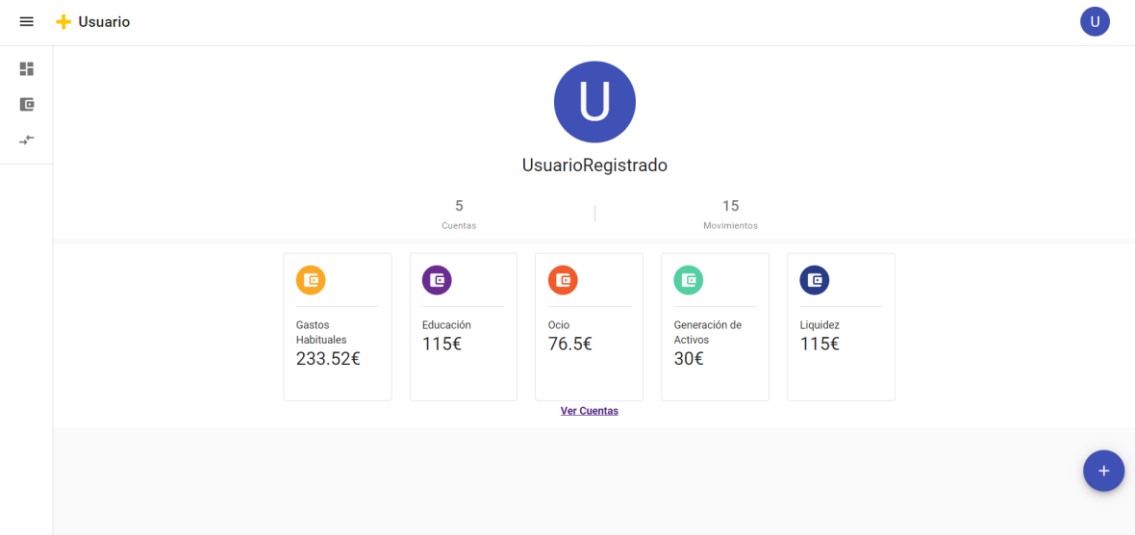 Usuario
U
U
UsuarioRegistrado
5
Cuentas
15
Movimientos
Gastos
Habituales
233.52€
Educación
115€
Ocio
76.5€
Generación de
Activos
30€
Liquidez
115€
Ver Cuentas